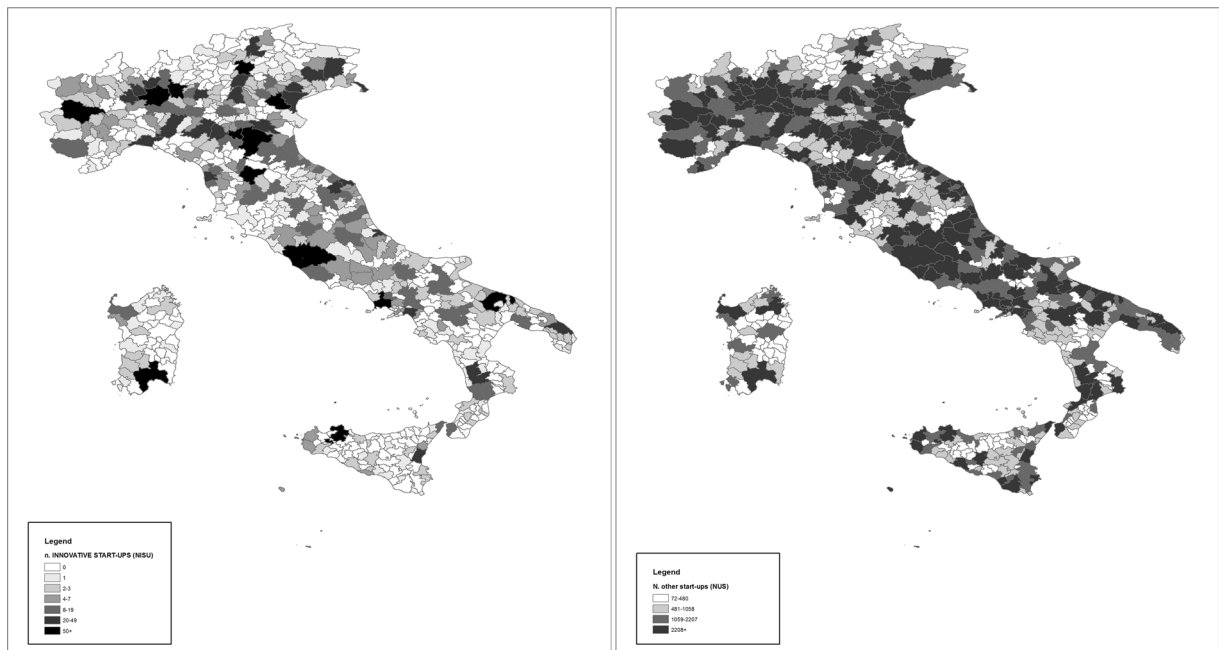 Legend
n. INNOVATIVE START-UPS (NISU)
0
1
2-3
4-7
8-19
20-49
50+
Legend
N. other start-ups (NUS)
72-480
481-1058
1059-2207
2208+